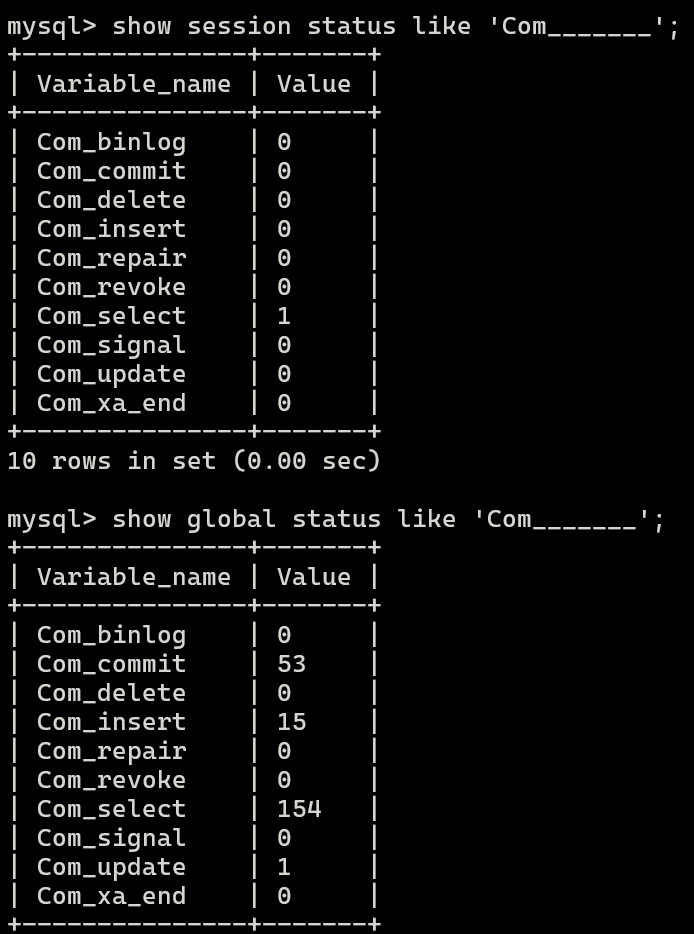 mysql> show session status like 'Com_______';
+---------------+-------+
| Variable_name | Value |
+---------------+-------+
| Com_binlog    | 0     |
| Com_commit    | 0     |
| Com_delete    | 0     |
| Com_insert    | 0     |
| Com_repair    | 0     |
| Com_revoke    | 0     |
| Com_select    | 1     |
| Com_signal    | 0     |
| Com_update    | 0     |
| Com_xa_end    | 0     |
+---------------+-------+
10 rows in set (0.00 sec)

mysql> show global status like 'Com_______';
+---------------+-------+
| Variable_name | Value |
+---------------+-------+
| Com_binlog    | 0     |
| Com_commit    | 53    |
| Com_delete    | 0     |
| Com_insert    | 15    |
| Com_repair    | 0     |
| Com_revoke    | 0     |
| Com_select    | 154   |
| Com_signal    | 0     |
| Com_update    | 1     |
| Com_xa_end    | 0     |
+---------------+-------+